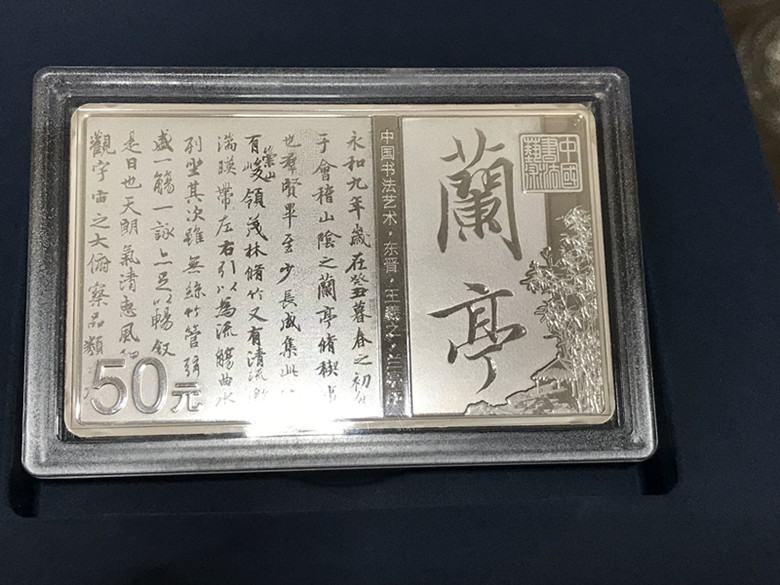 中國
書法
藝術
蘭亭
中国书法艺术·东晋·王羲之·兰亭序
永和九年歲在癸丑暮春之初
于會稽山陰之蘭亭脩稧事
也羣賢畢至少長咸集此
有崇山峻領茂林脩竹又有清流
湍暎帶左右引以為流觴曲水
列坐其次雖無絲竹管弦
盛一觴一詠亦足以暢叙
是日也天朗氣清惠風和
觀宇宙之大俯察品類
50元